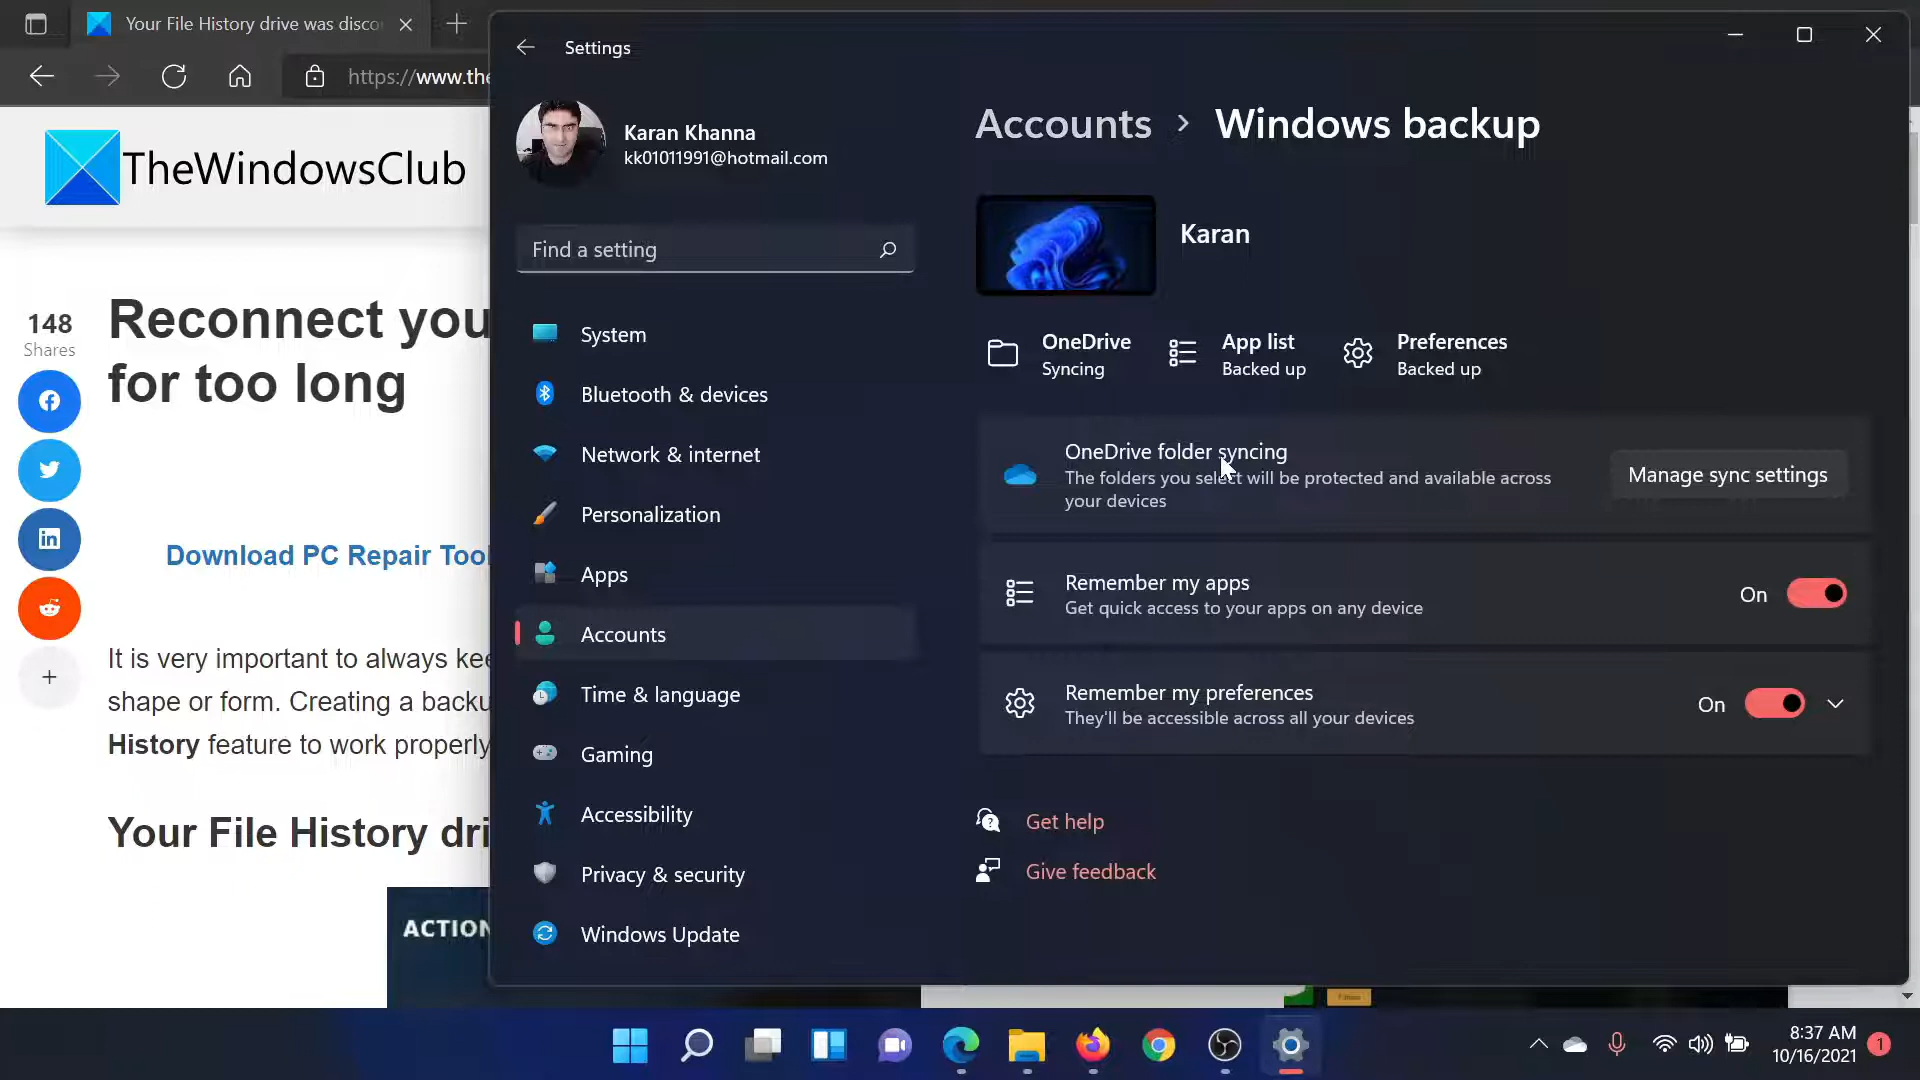 Your File History drive was disco
https://www.the
TheWindowsClub
148
Shares
Reconnect you
for too long
Download PC Repair Tool
It is very important to always kee
shape or form. Creating a backu
History feature to work properly
Your File History dri
ACTION
Settings
Karan Khanna
kk01011991@hotmail.com
Find a setting
System
Bluetooth & devices
Network & internet
Personalization
Apps
Accounts
Time & language
Gaming
Accessibility
Privacy & security
Windows Update
Accounts › Windows backup
Karan
OneDrive
Syncing
App list
Backed up
Preferences
Backed up
OneDrive folder syncing
The folders you select will be protected and available across
your devices
Manage sync settings
Remember my apps
Get quick access to your apps on any device
On
Remember my preferences
They'll be accessible across all your devices
On
Get help
Give feedback
8:37 AM
10/16/2021
1